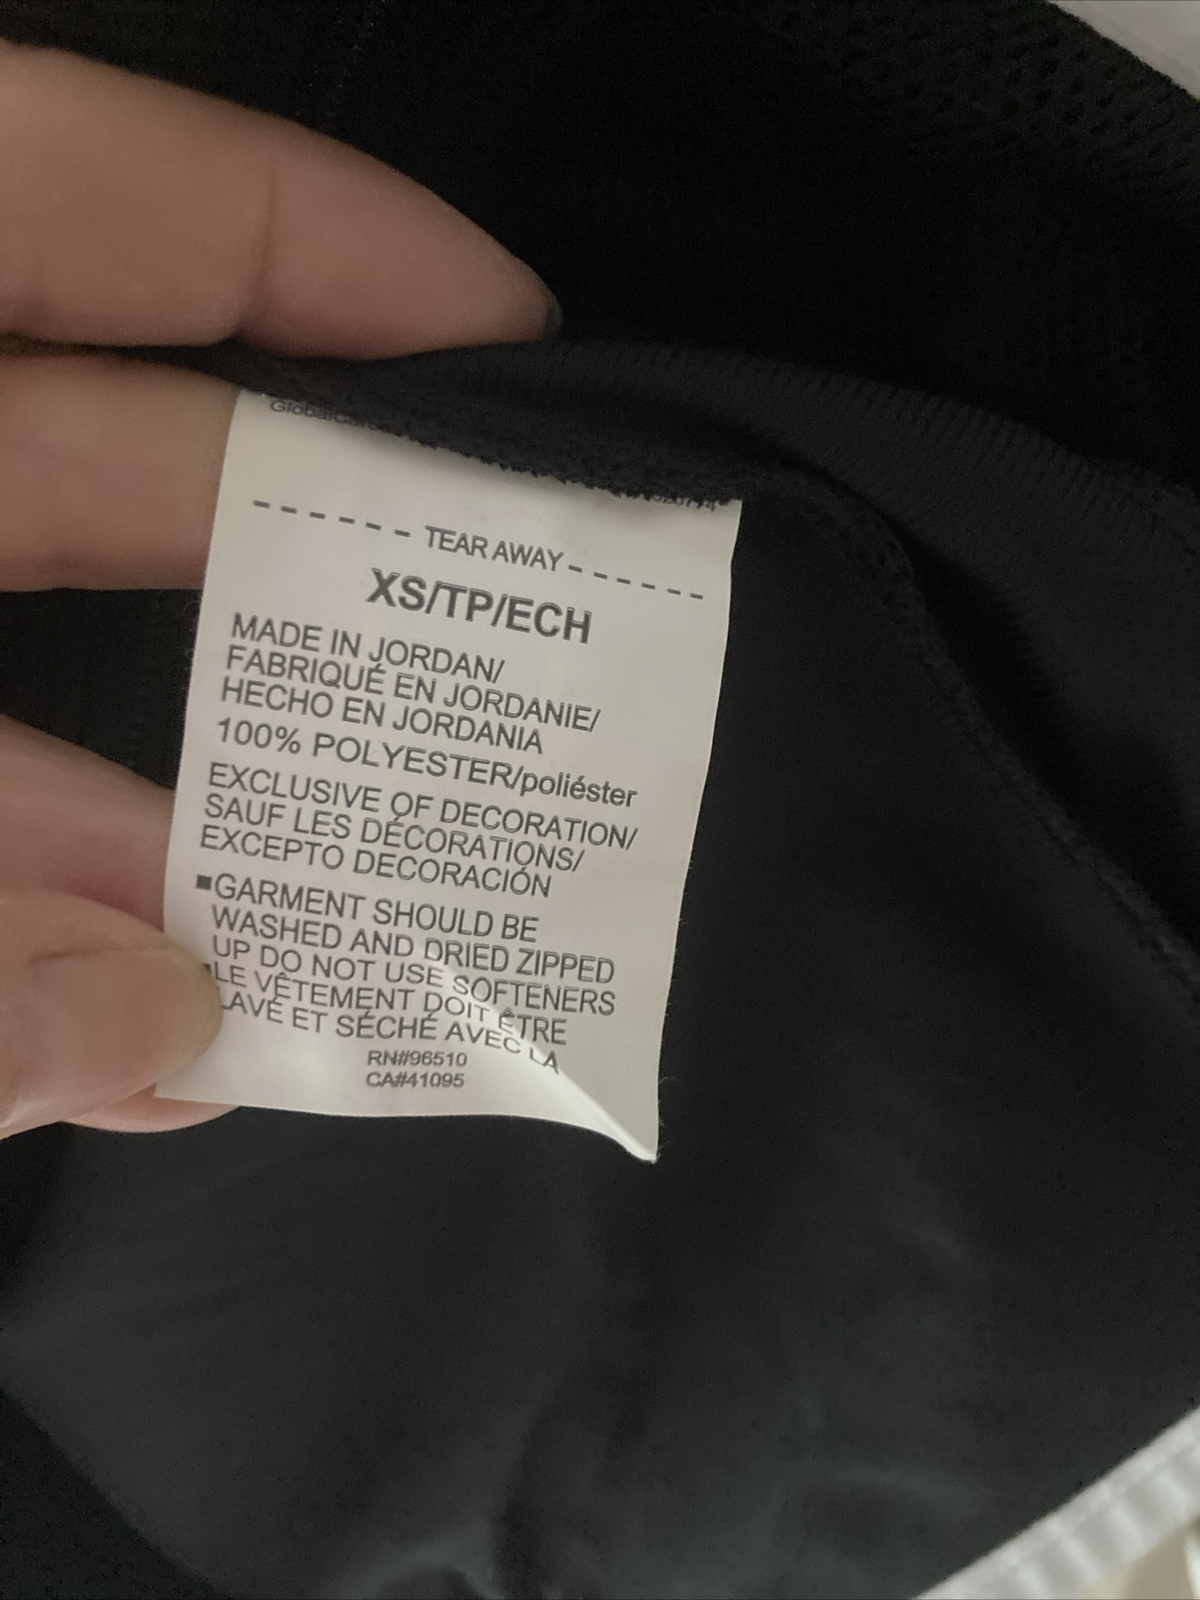 TEAR AWAY
XS/TP/ECH
MADE IN JORDAN/
FABRIQUÉ EN JORDANIE/
HECHO EN JORDANIA
100% POLYESTER/poliéster
EXCLUSIVE OF DECORATION/
SAUF LES DÉCORATIONS/
EXCEPTO DECORACIÓN
■GARMENT SHOULD BE
WASHED AND DRIED ZIPPED
UP DO NOT USE SOFTENERS
■LE VÊTEMENT DOIT ÊTRE
LAVÉ ET SÉCHÉ AVEC LA
RN#96510
CA#41095